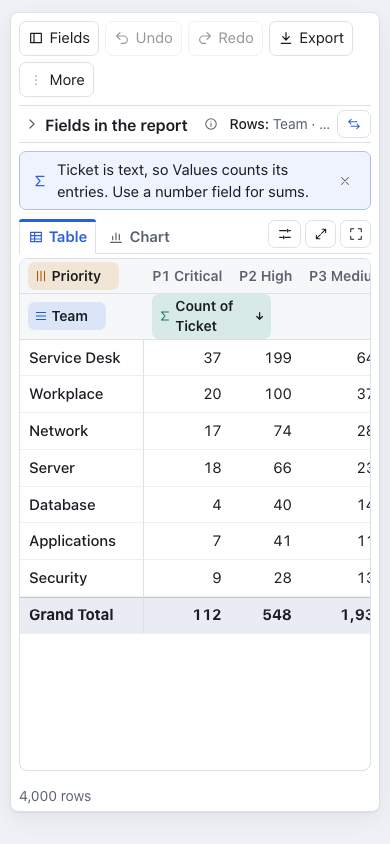 Fields Undo Redo Export
More
Fields in the report Rows: Team · ...
Ticket is text, so Values counts its
entries. Use a number field for sums.
Table Chart
Priority P1 Critical P2 High P3
Team Count of
Ticket
Service Desk 37 199
Workplace 20 100
Network 17 74
Server 18 66
Database 4 40
Applications 7 41
Security 9 28
Grand Total 112 548
4,000 rows